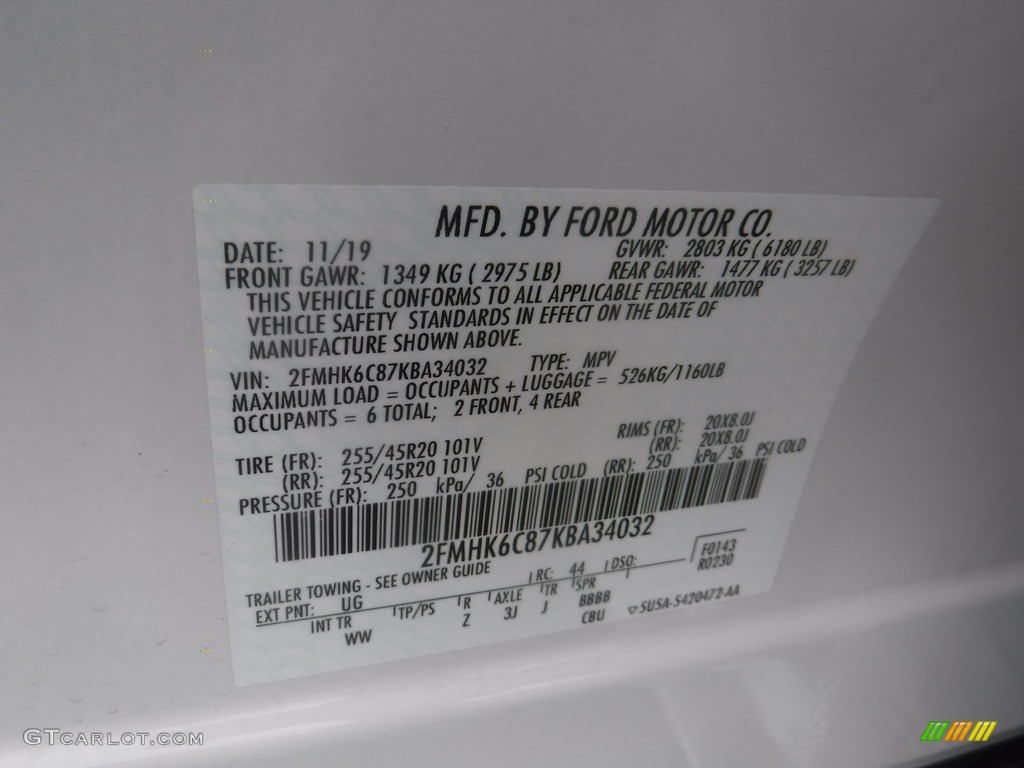 MFD. BY FORD MOTOR CO.
DATE: 11/19 GVWR: 2803 KG ( 6180 LB)
FRONT GAWR: 1349 KG ( 2975 LB) REAR GAWR: 1477 KG ( 3257 LB)
THIS VEHICLE CONFORMS TO ALL APPLICABLE FEDERAL MOTOR
VEHICLE SAFETY STANDARDS IN EFFECT ON THE DATE OF
MANUFACTURE SHOWN ABOVE.
VIN: 2FMHK6C87KBA34032 TYPE: MPV
MAXIMUM LOAD = OCCUPANTS + LUGGAGE = 526KG/1160LB
OCCUPANTS = 6 TOTAL; 2 FRONT, 4 REAR
TIRE (FR): 255/45R20 101V RIMS (FR): 20X8.0J
(RR): 255/45R20 101V (RR): 20X8.0J
PRESSURE (FR): 250 kPa/ 36 PSI COLD (RR): 250 kPa/ 36 PSI COLD
2FMHK6C87KBA34032
TRAILER TOWING - SEE OWNER GUIDE
EXT PNT: UG RC: 44 DSO: F0143
R0230
INT TR TP/PS R AXLE TR SPR
WW Z 3J J BBBB
CBU ▽5USA-5420472-AA
GTCARLOT.COM